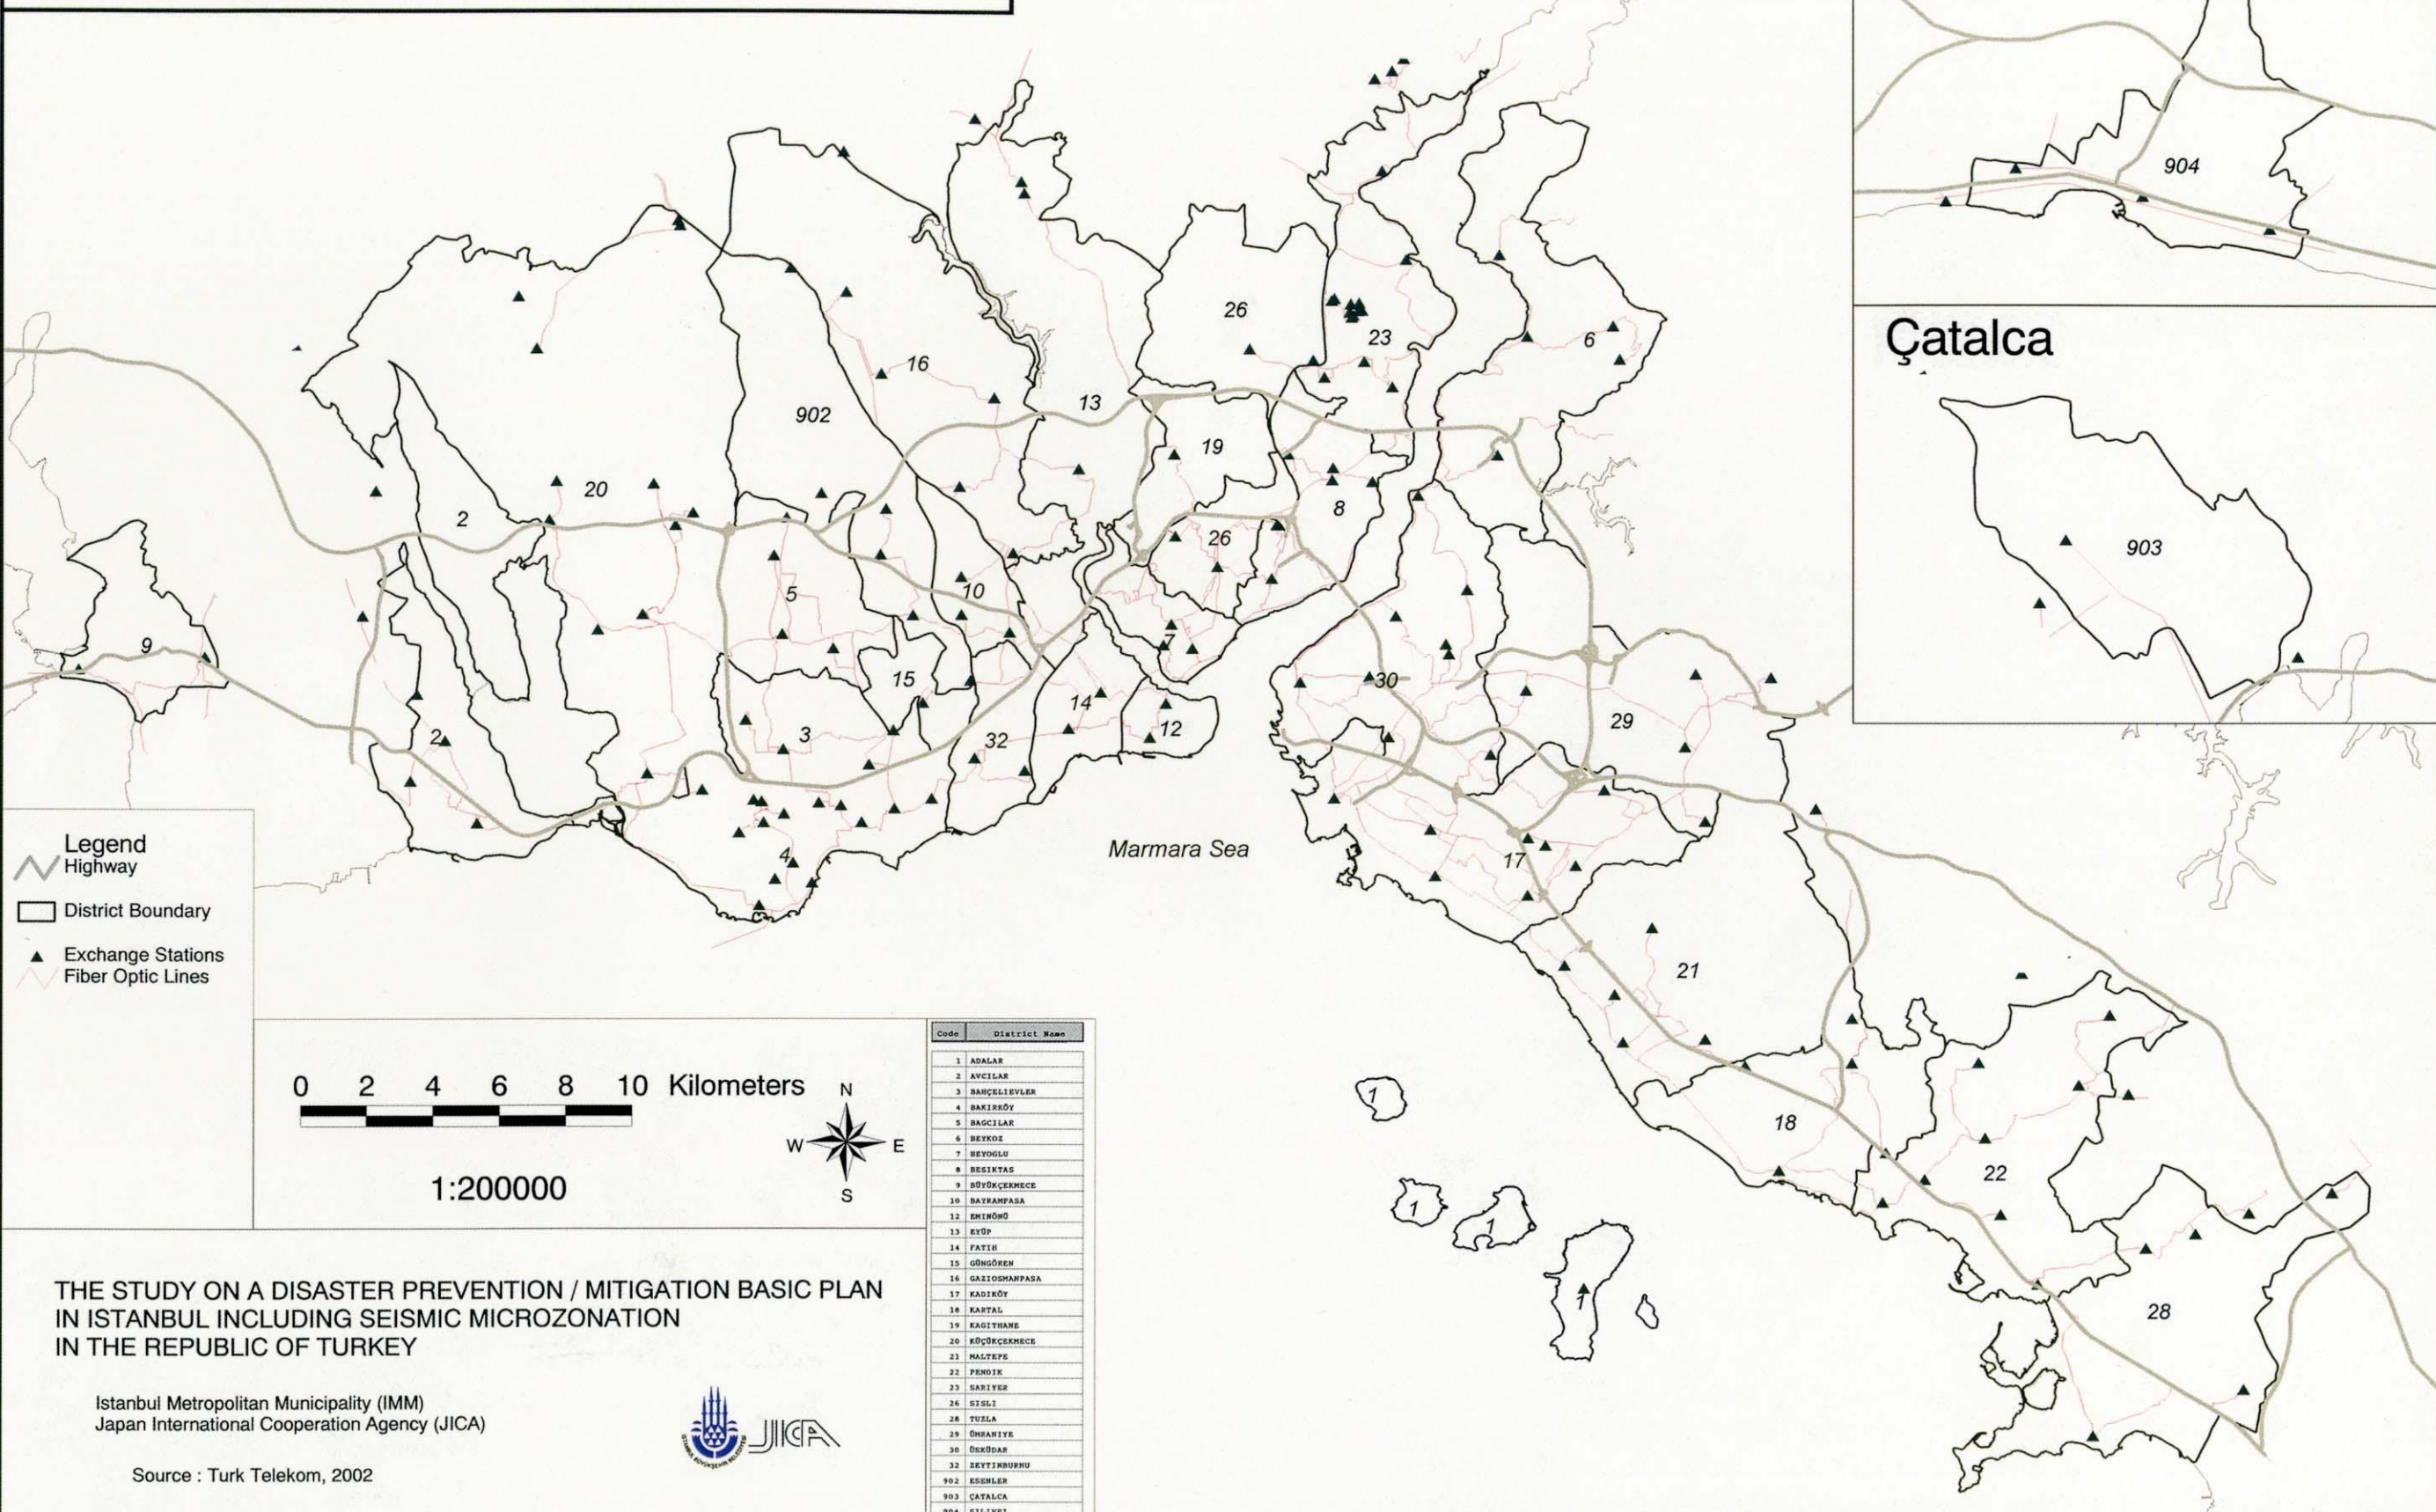 904
Çatalca
903
26
23
6
16
902
13
19
2
20
8
26
5
10
9
7
15
30
14
12
3
32
29
2
Marmara Sea
4
17
21
18
22
28
1
1
1
1
Legend
Highway
District Boundary
Exchange Stations
Fiber Optic Lines
0 2 4 6 8 10 Kilometers
1:200000
N
W E
S
THE STUDY ON A DISASTER PREVENTION / MITIGATION BASIC PLAN
IN ISTANBUL INCLUDING SEISMIC MICROZONATION
IN THE REPUBLIC OF TURKEY
Istanbul Metropolitan Municipality (IMM)
Japan International Cooperation Agency (JICA)
JICA
Source : Turk Telekom, 2002
Code District Name
1 ADALAR
2 AVCILAR
3 BAHÇELIEVLER
4 BAKIRKÖY
5 BAGCILAR
6 BEYKOZ
7 BEYOGLU
8 BESIKTAS
9 BÜYÜKÇEKMECE
10 BAYRAMPASA
12 EMINÖNÜ
13 EYÜP
14 FATIH
15 GÜNGÖREN
16 GAZIOSMANPASA
17 KADIKÖY
18 KARTAL
19 KAGITHANE
20 KÜÇÜKÇEKMECE
21 MALTEPE
22 PENDIK
23 SARIYER
26 SISLI
28 TUZLA
29 ÜMRANIYE
30 ÜSKÜDAR
32 ZEYTINBURNU
902 ESENLER
903 ÇATALCA